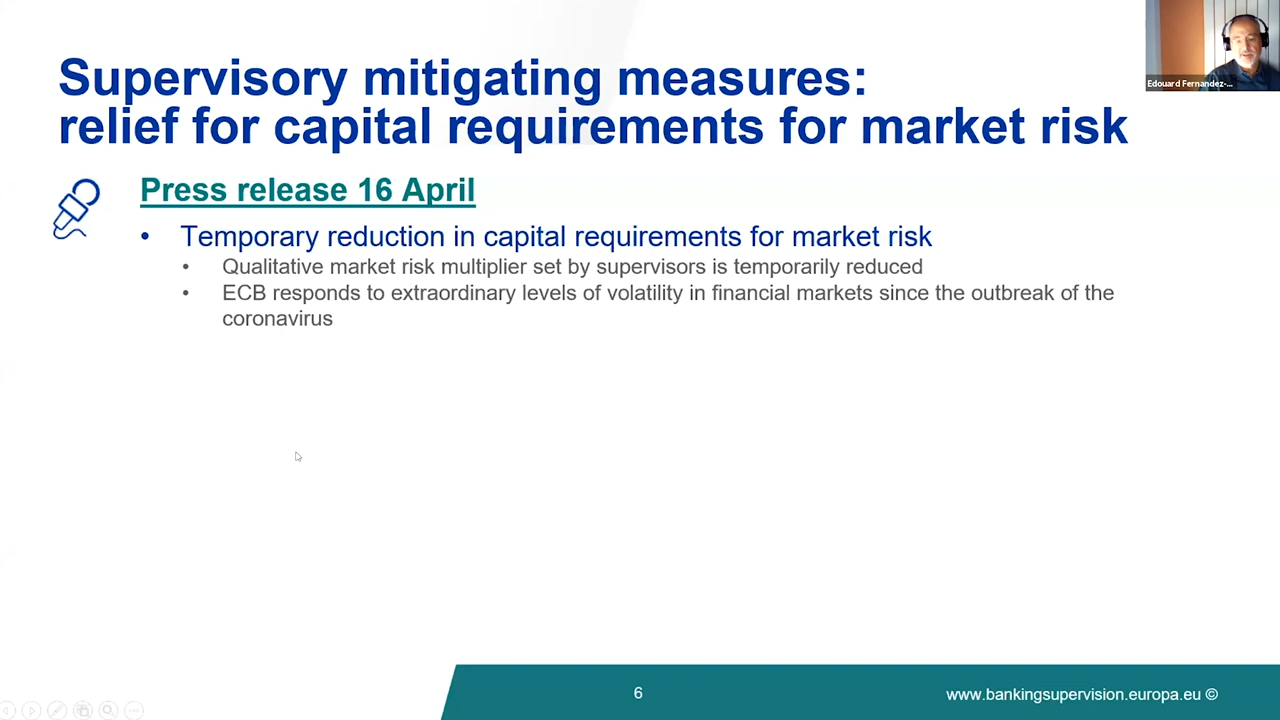 Supervisory mitigating measures:
relief for capital requirements for market risk
Edouard Fernandez-...
Press release 16 April
• Temporary reduction in capital requirements for market risk
• Qualitative market risk multiplier set by supervisors is temporarily reduced
• ECB responds to extraordinary levels of volatility in financial markets since the outbreak of the
coronavirus
6
www.bankingsupervision.europa.eu ©